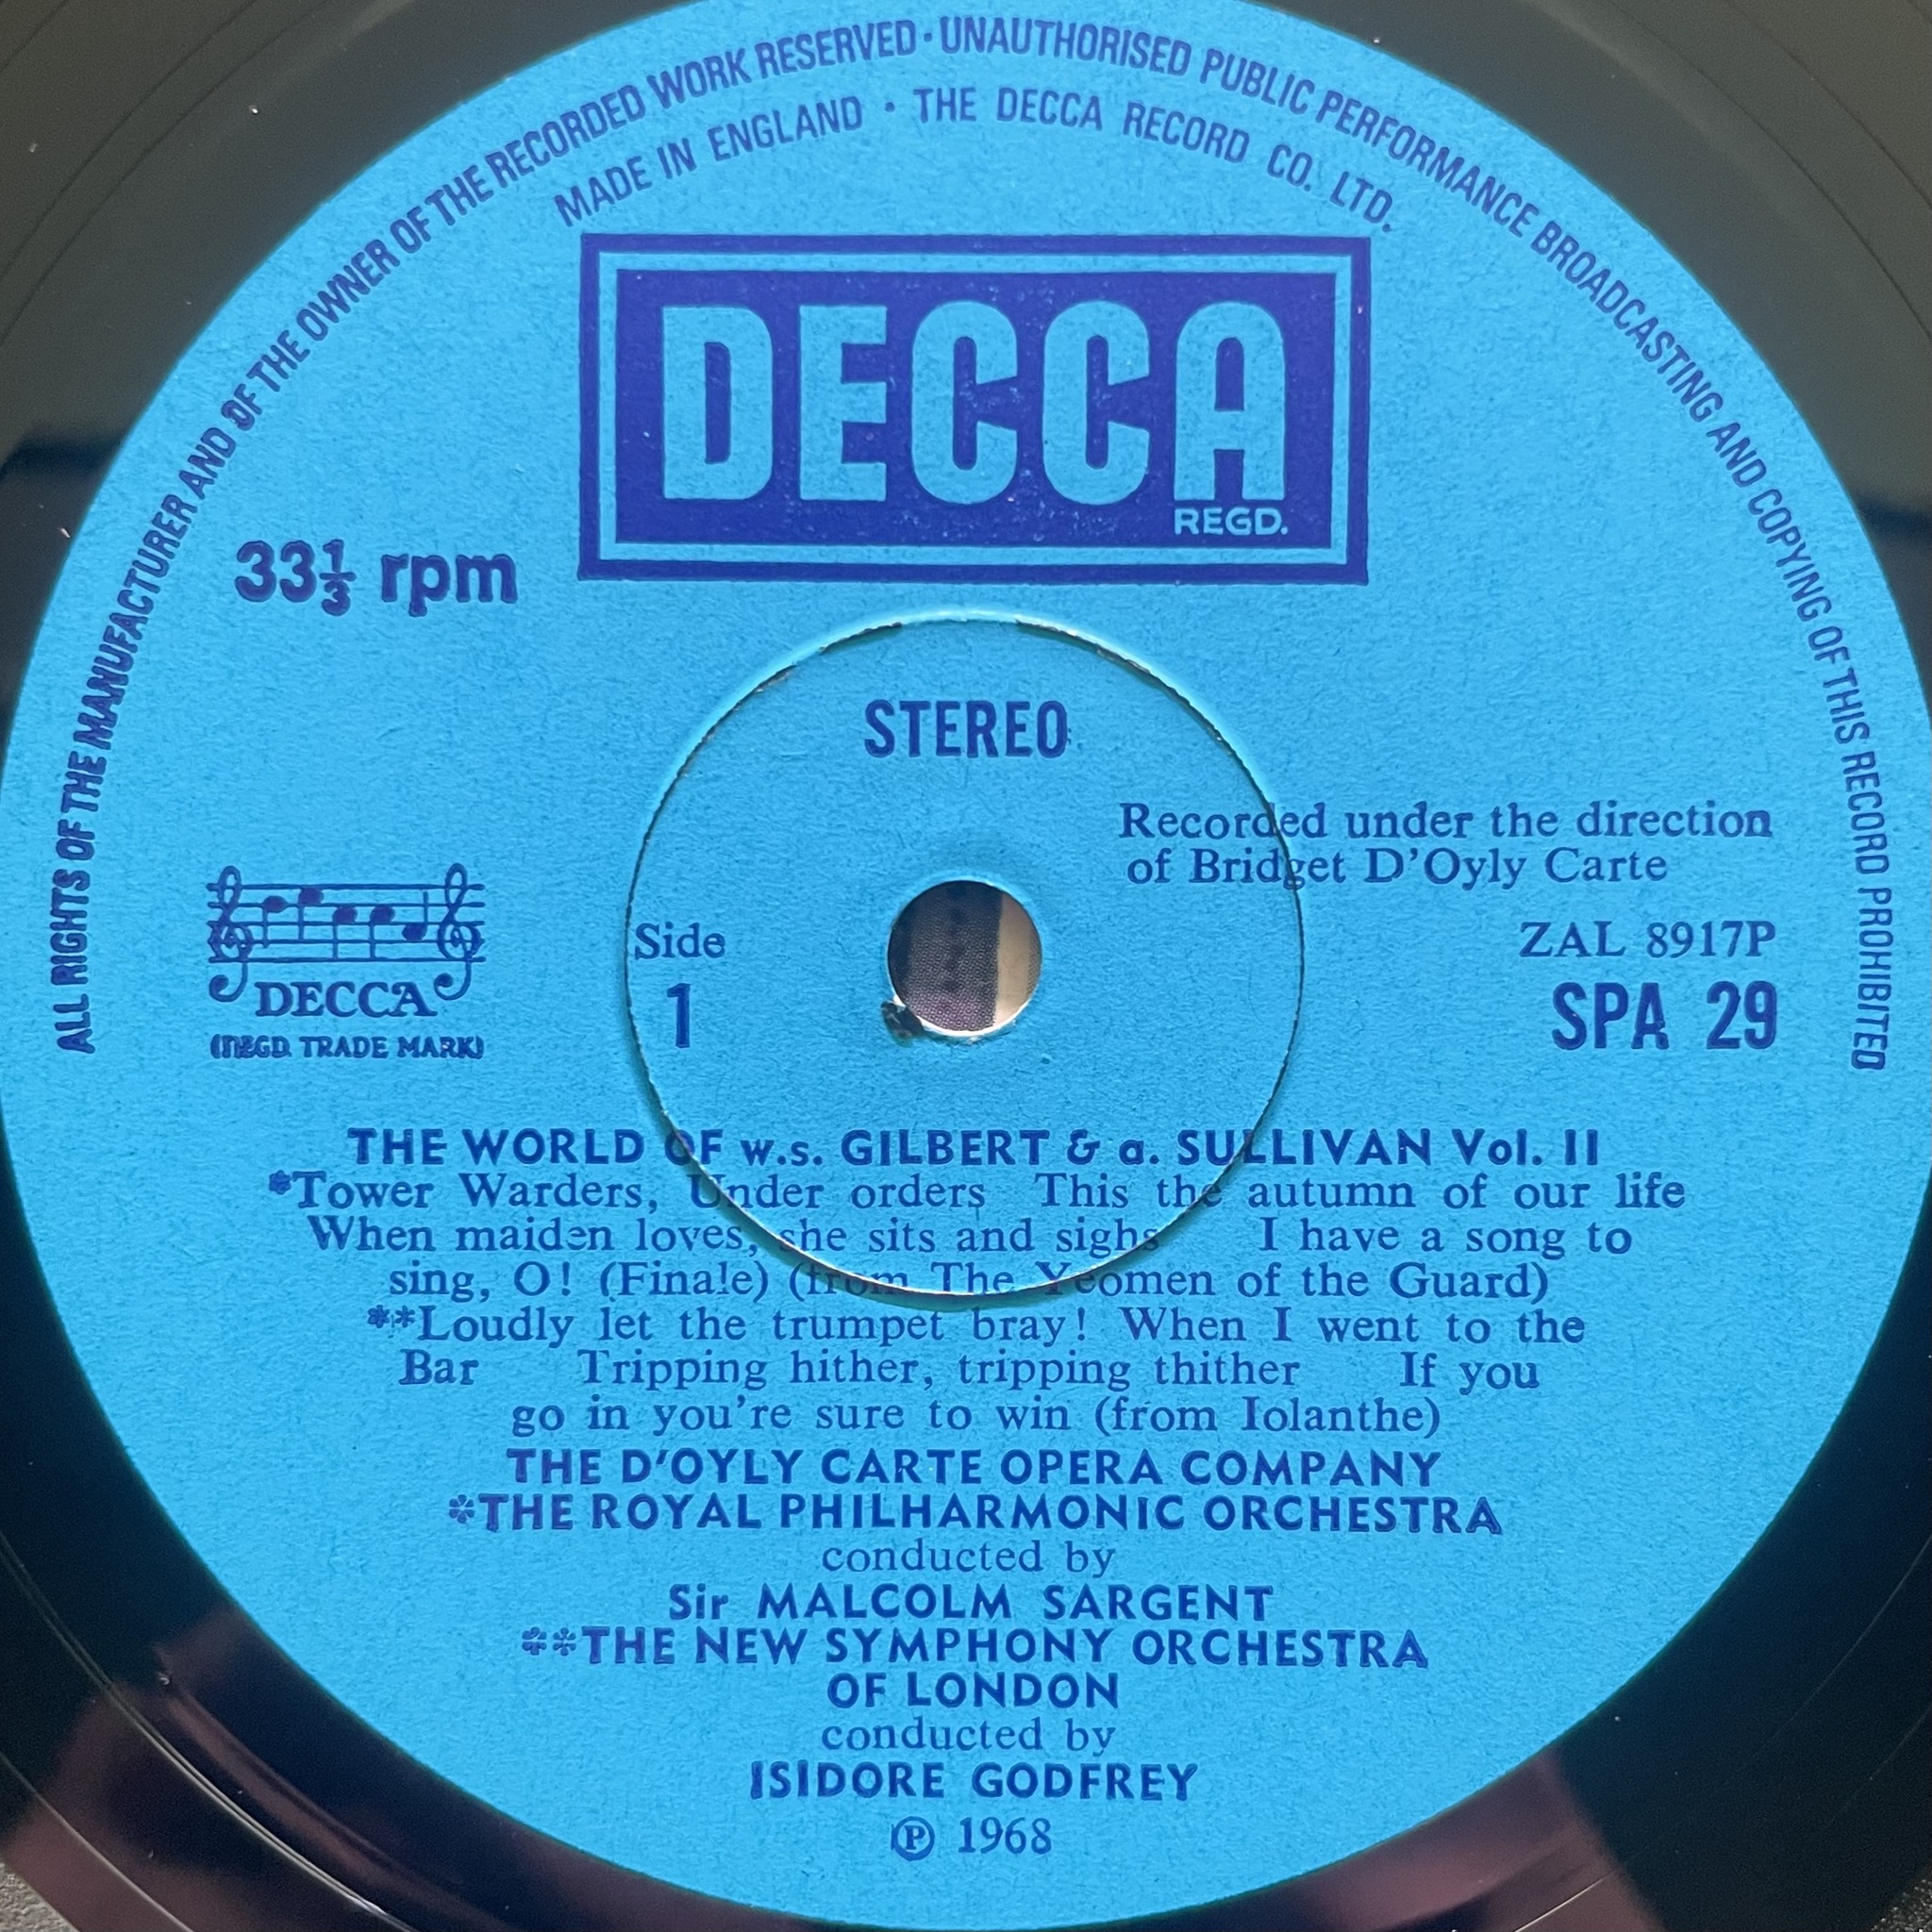 ALL RIGHTS OF THE MANUFACTURER AND OF THE OWNER OF THE RECORDED WORK RESERVED · UNAUTHORISED PUBLIC PERFORMANCE BROADCASTING AND COPYING OF THIS RECORD PROHIBITED
MADE IN ENGLAND · THE DECCA RECORD CO. LTD.
DECCA
REGD.
33⅓ rpm
STEREO
Recorded under the direction
of Bridget D'Oyly Carte
DECCA
(REGD. TRADE MARK)
Side
1
ZAL 8917P
SPA 29
THE WORLD OF w.s. GILBERT & a. SULLIVAN Vol. II
*Tower Warders, Under orders This the autumn of our life
When maiden loves, she sits and sighs I have a song to
sing, O! (Finale) (from The Yeomen of the Guard)
**Loudly let the trumpet bray! When I went to the
Bar Tripping hither, tripping thither If you
go in you're sure to win (from Iolanthe)
THE D'OYLY CARTE OPERA COMPANY
*THE ROYAL PHILHARMONIC ORCHESTRA
conducted by
Sir MALCOLM SARGENT
**THE NEW SYMPHONY ORCHESTRA
OF LONDON
conducted by
ISIDORE GODFREY
℗ 1968